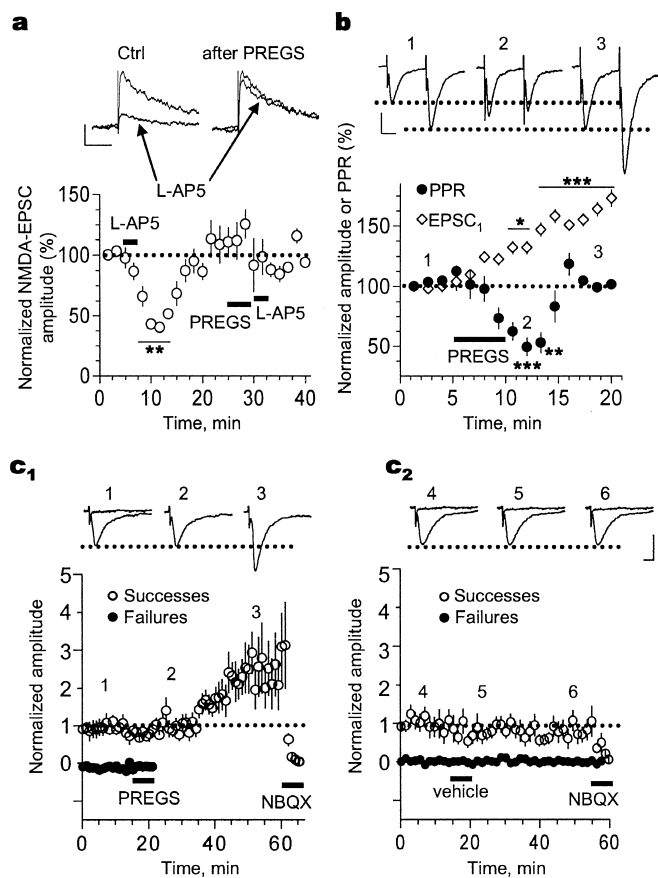 a
Ctrl
after PREGS
L-AP5
Normalized NMDA-EPSC
amplitude (%)
150
100
50
0
L-AP5
PREGS
L-AP5
**
0 10 20 30 40
Time, min
b
1 2 3
Normalized amplitude or PPR (%)
150
100
50
PPR
EPSC1
***
*
1
3
2
PREGS
***
**
0 5 10 15 20
Time, min
c1
1 2 3
Normalized amplitude
5
4
3
2
1
0
Successes
Failures
3
1 2
PREGS
NBQX
0 20 40 60
Time, min
c2
4 5 6
Normalized amplitude
5
4
3
2
1
0
Successes
Failures
4 5 6
vehicle
NBQX
0 20 40 60
Time, min